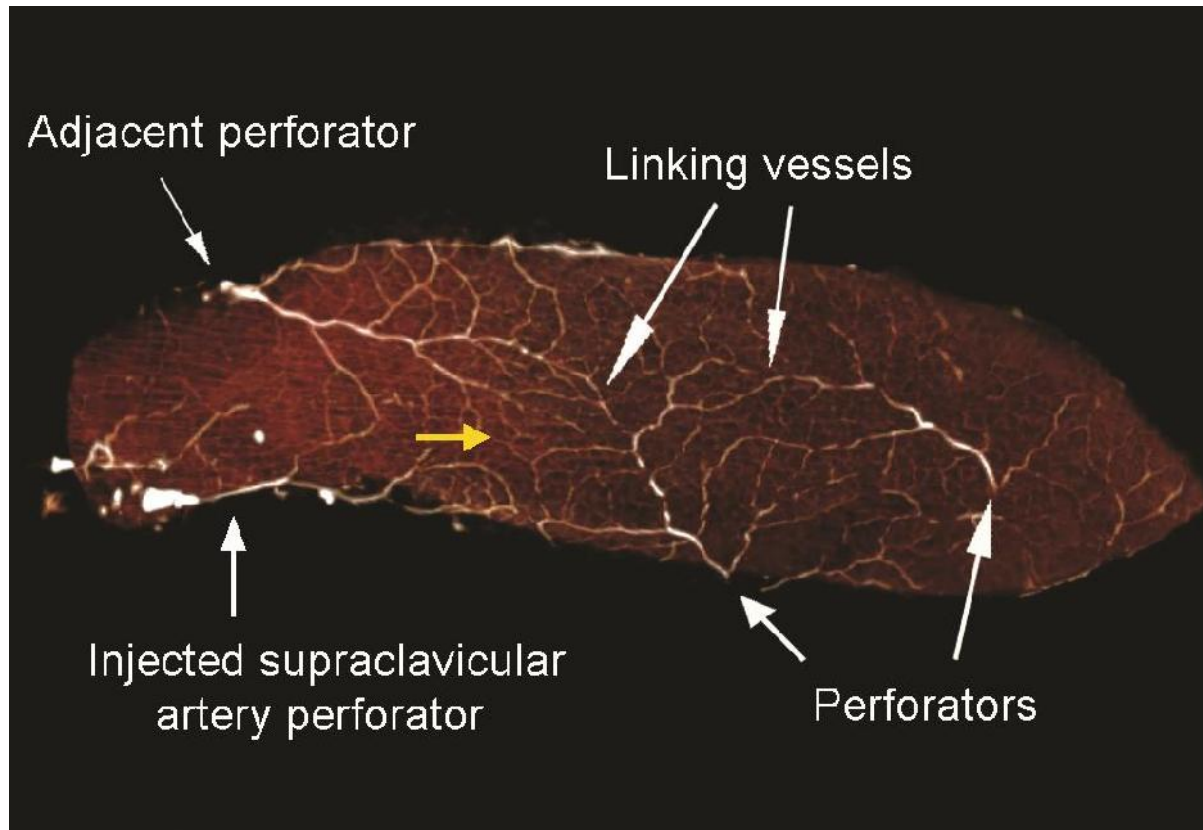 Adjacent perforator
Linking vessels
Injected supraclavicular
artery perforator
Perforators